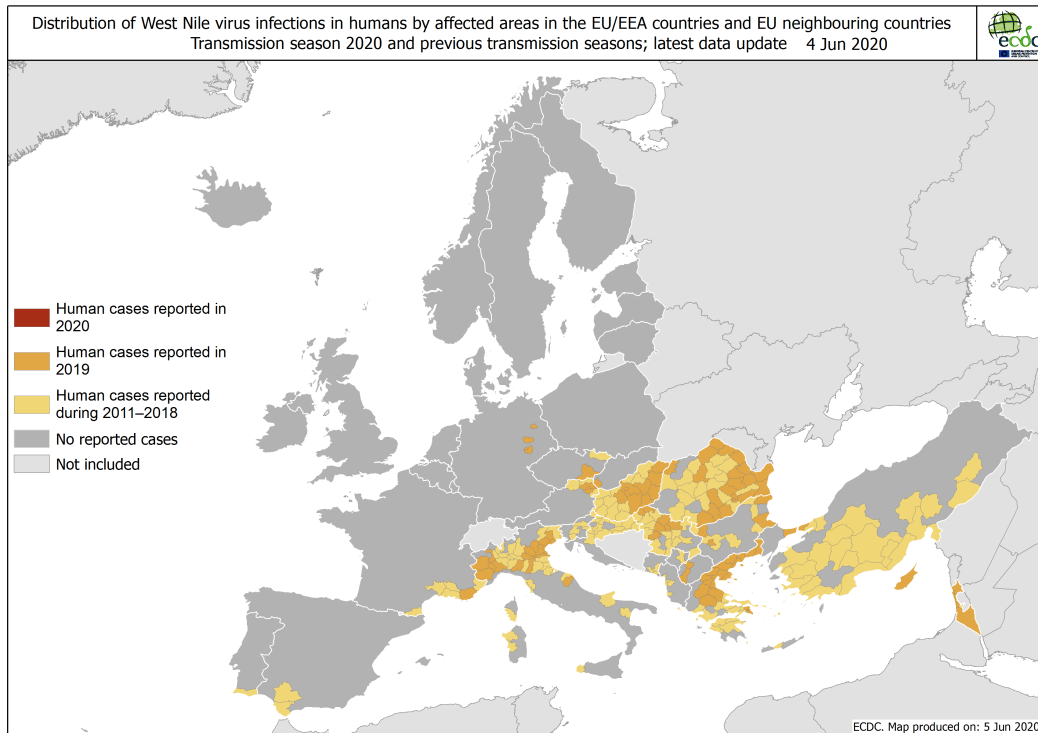 Distribution of West Nile virus infections in humans by affected areas in the EU/EEA countries and EU neighbouring countries
Transmission season 2020 and previous transmission seasons; latest data update 4 Jun 2020
ecdc
Human cases reported in
2020
Human cases reported in
2019
Human cases reported
during 2011–2018
No reported cases
Not included
ECDC. Map produced on: 5 Jun 2020